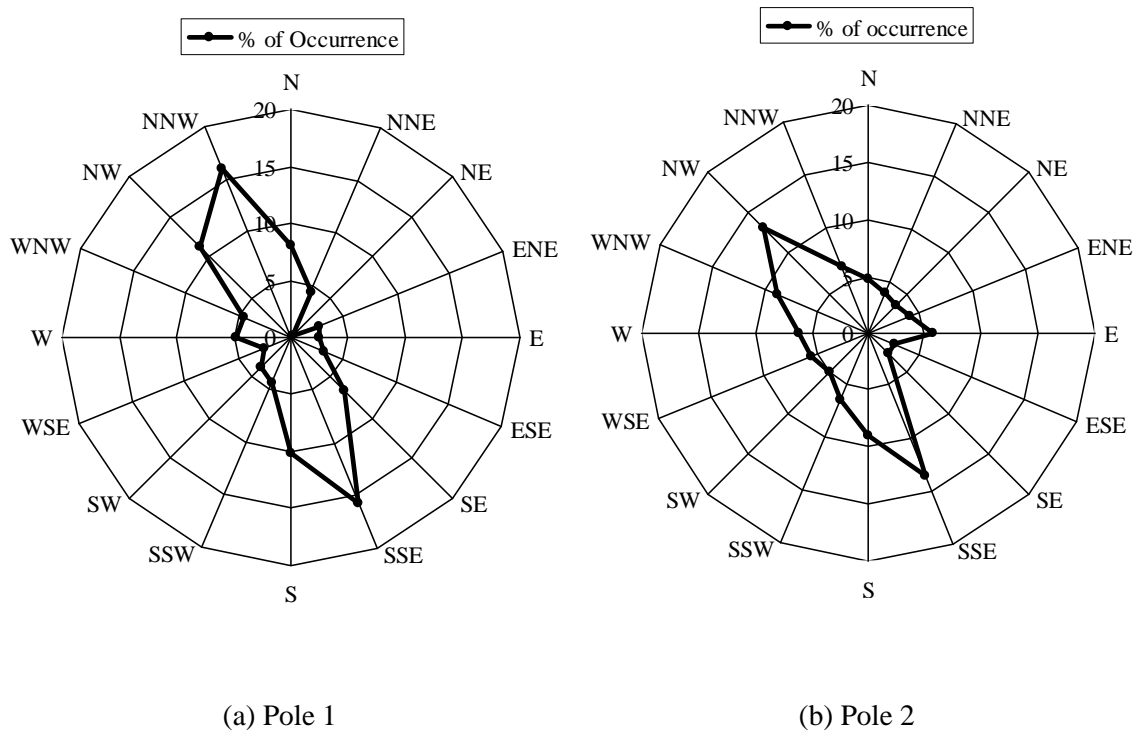 % of Occurrence
N
NNE
NE
ENE
E
ESE
SE
SSE
S
SSW
SW
WSE
W
WNW
NW
NNW
20
15
10
5
0
(a) Pole 1
% of occurrence
N
NNE
NE
ENE
E
ESE
SE
SSE
S
SSW
SW
WSE
W
WNW
NW
NNW
20
15
10
5
0
(b) Pole 2